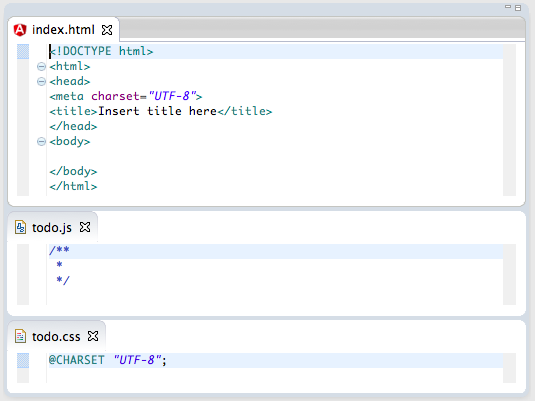 index.html
<!DOCTYPE html>
<html>
<head>
<meta charset="UTF-8">
<title>Insert title here</title>
</head>
<body>
</body>
</html>
todo.js
/**
*
*/
todo.css
@CHARSET "UTF-8";